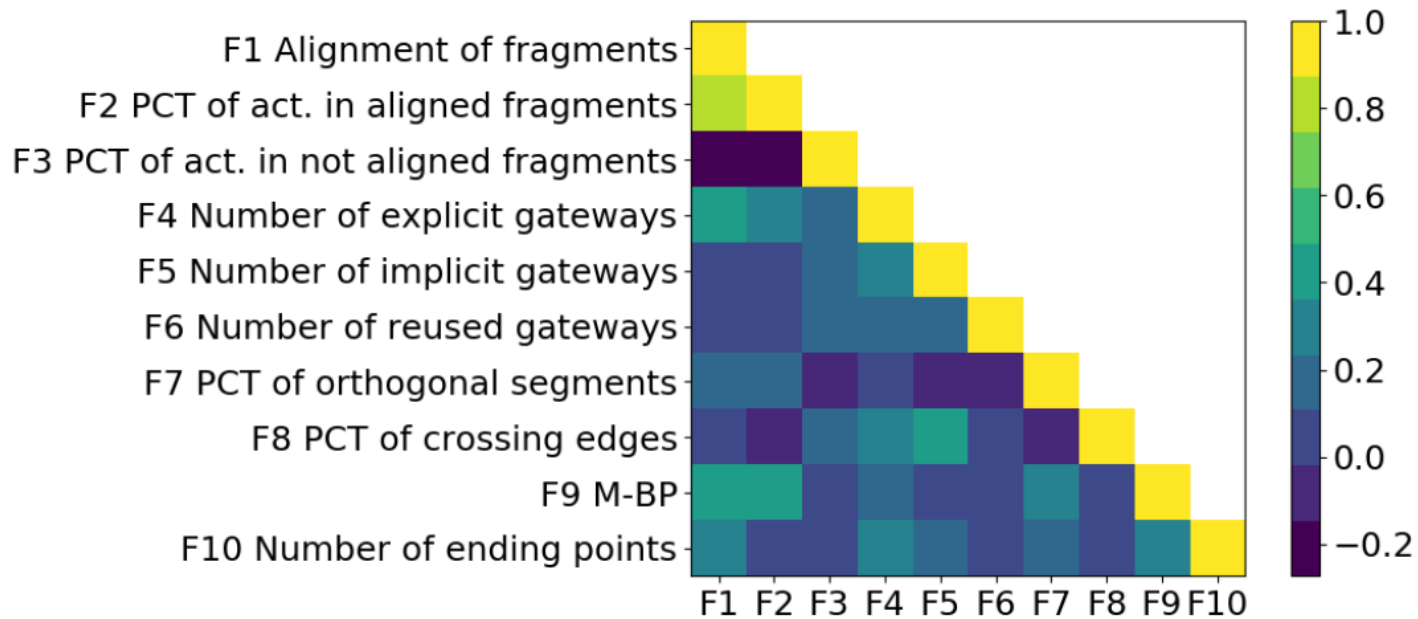 F1 Alignment of fragments
F2 PCT of act. in aligned fragments
F3 PCT of act. in not aligned fragments
F4 Number of explicit gateways
F5 Number of implicit gateways
F6 Number of reused gateways
F7 PCT of orthogonal segments
F8 PCT of crossing edges
F9 M-BP
F10 Number of ending points
F1 F2 F3 F4 F5 F6 F7 F8 F9 F10
1.0
0.8
0.6
0.4
0.2
0.0
−0.2